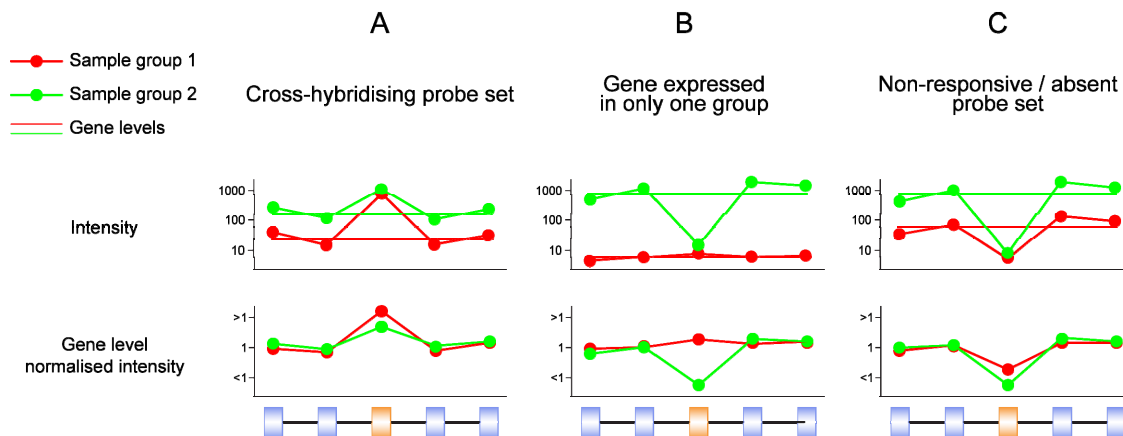 A
B
C
Sample group 1
Sample group 2
Gene levels
Cross-hybridising probe set
Gene expressed
in only one group
Non-responsive / absent
probe set
Intensity
1000
100
10
1000
100
10
1000
100
10
Gene level
normalised intensity
>1
1
<1
>1
1
<1
>1
1
<1